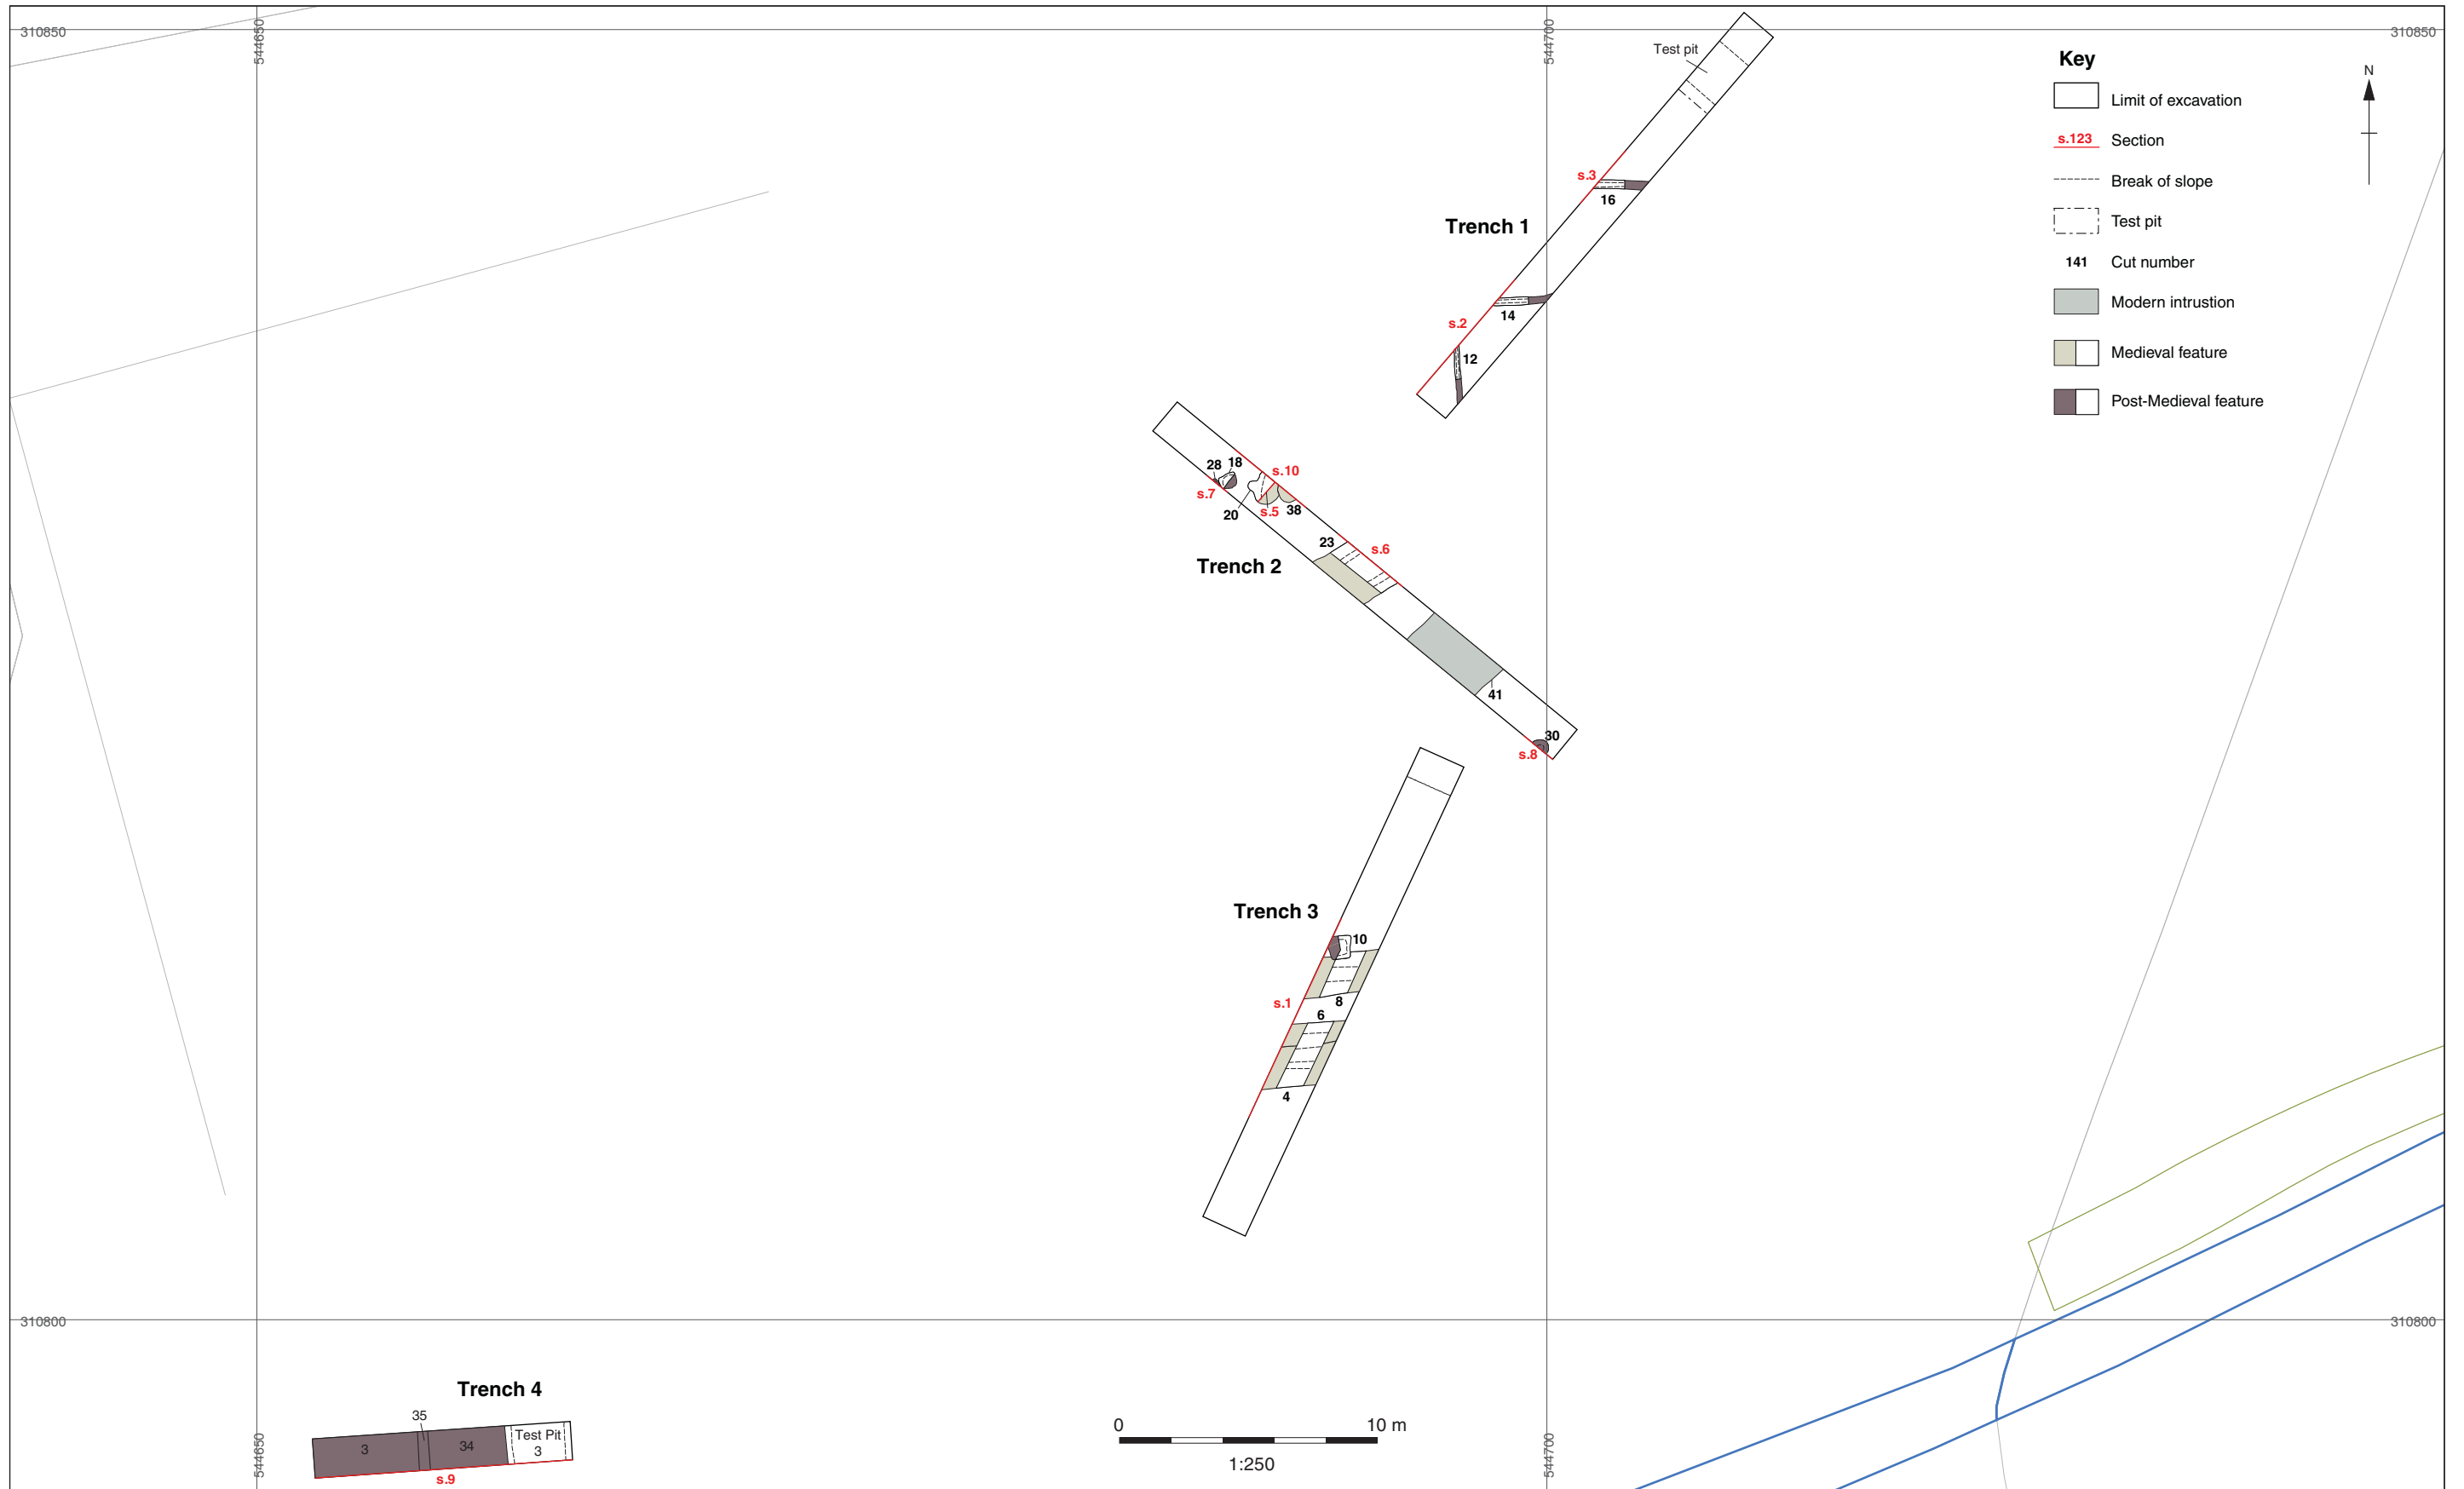 310850
544650
544700
310850
Test pit
Key
N
Limit of excavation
s.123
Section
Break of slope
Test pit
141
Cut number
Modern intrustion
Medieval feature
Post-Medieval feature
s.3
16
Trench 1
14
s.2
12
28
18
s.10
s.7
20
s.5
38
23
s.6
Trench 2
41
30
s.8
Trench 3
10
s.1
8
6
4
310800
310800
Trench 4
35
3
34
Test Pit
3
s.9
544650
0
10 m
1:250
544700